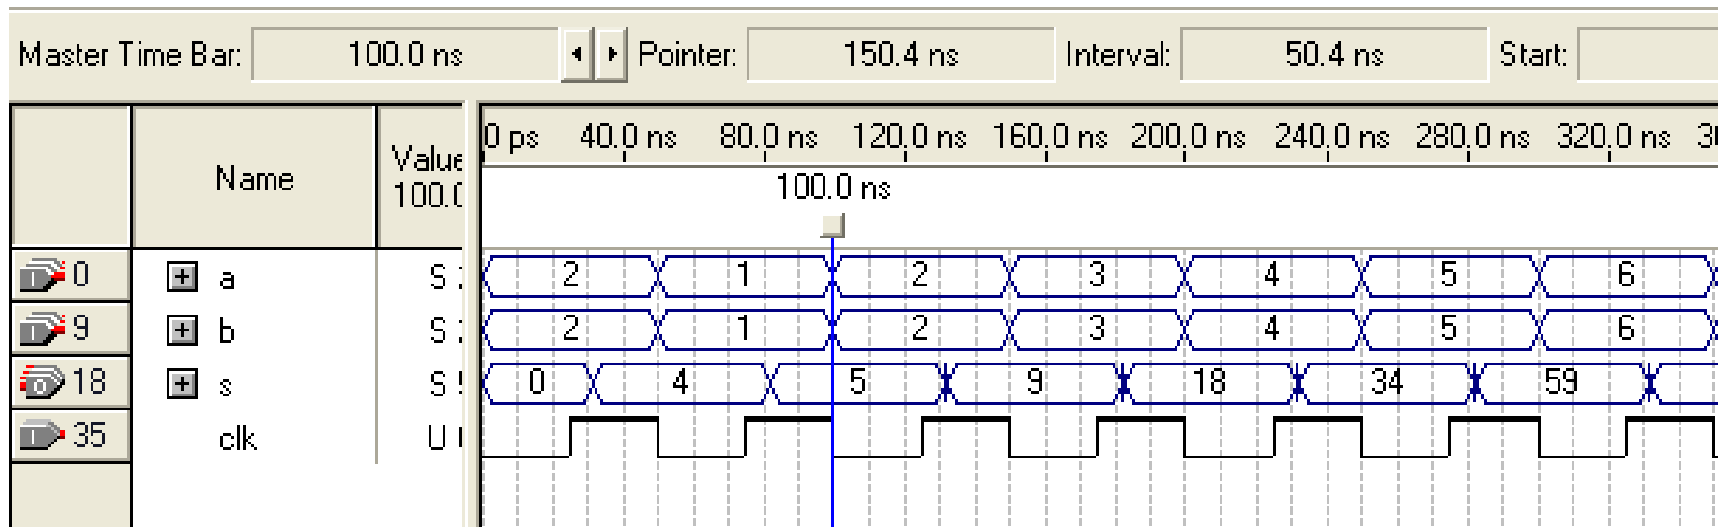 Master Time Bar: 100.0 ns Pointer: 150.4 ns Interval: 50.4 ns Start:
Name Value 0 ps 40.0 ns 80.0 ns 120.0 ns 160.0 ns 200.0 ns 240.0 ns 280.0 ns 320.0 ns
100.0 ns
0 a S 2 1 2 3 4 5 6
9 b S 2 1 2 3 4 5 6
18 s S 0 4 5 9 18 34 59
35 clk U